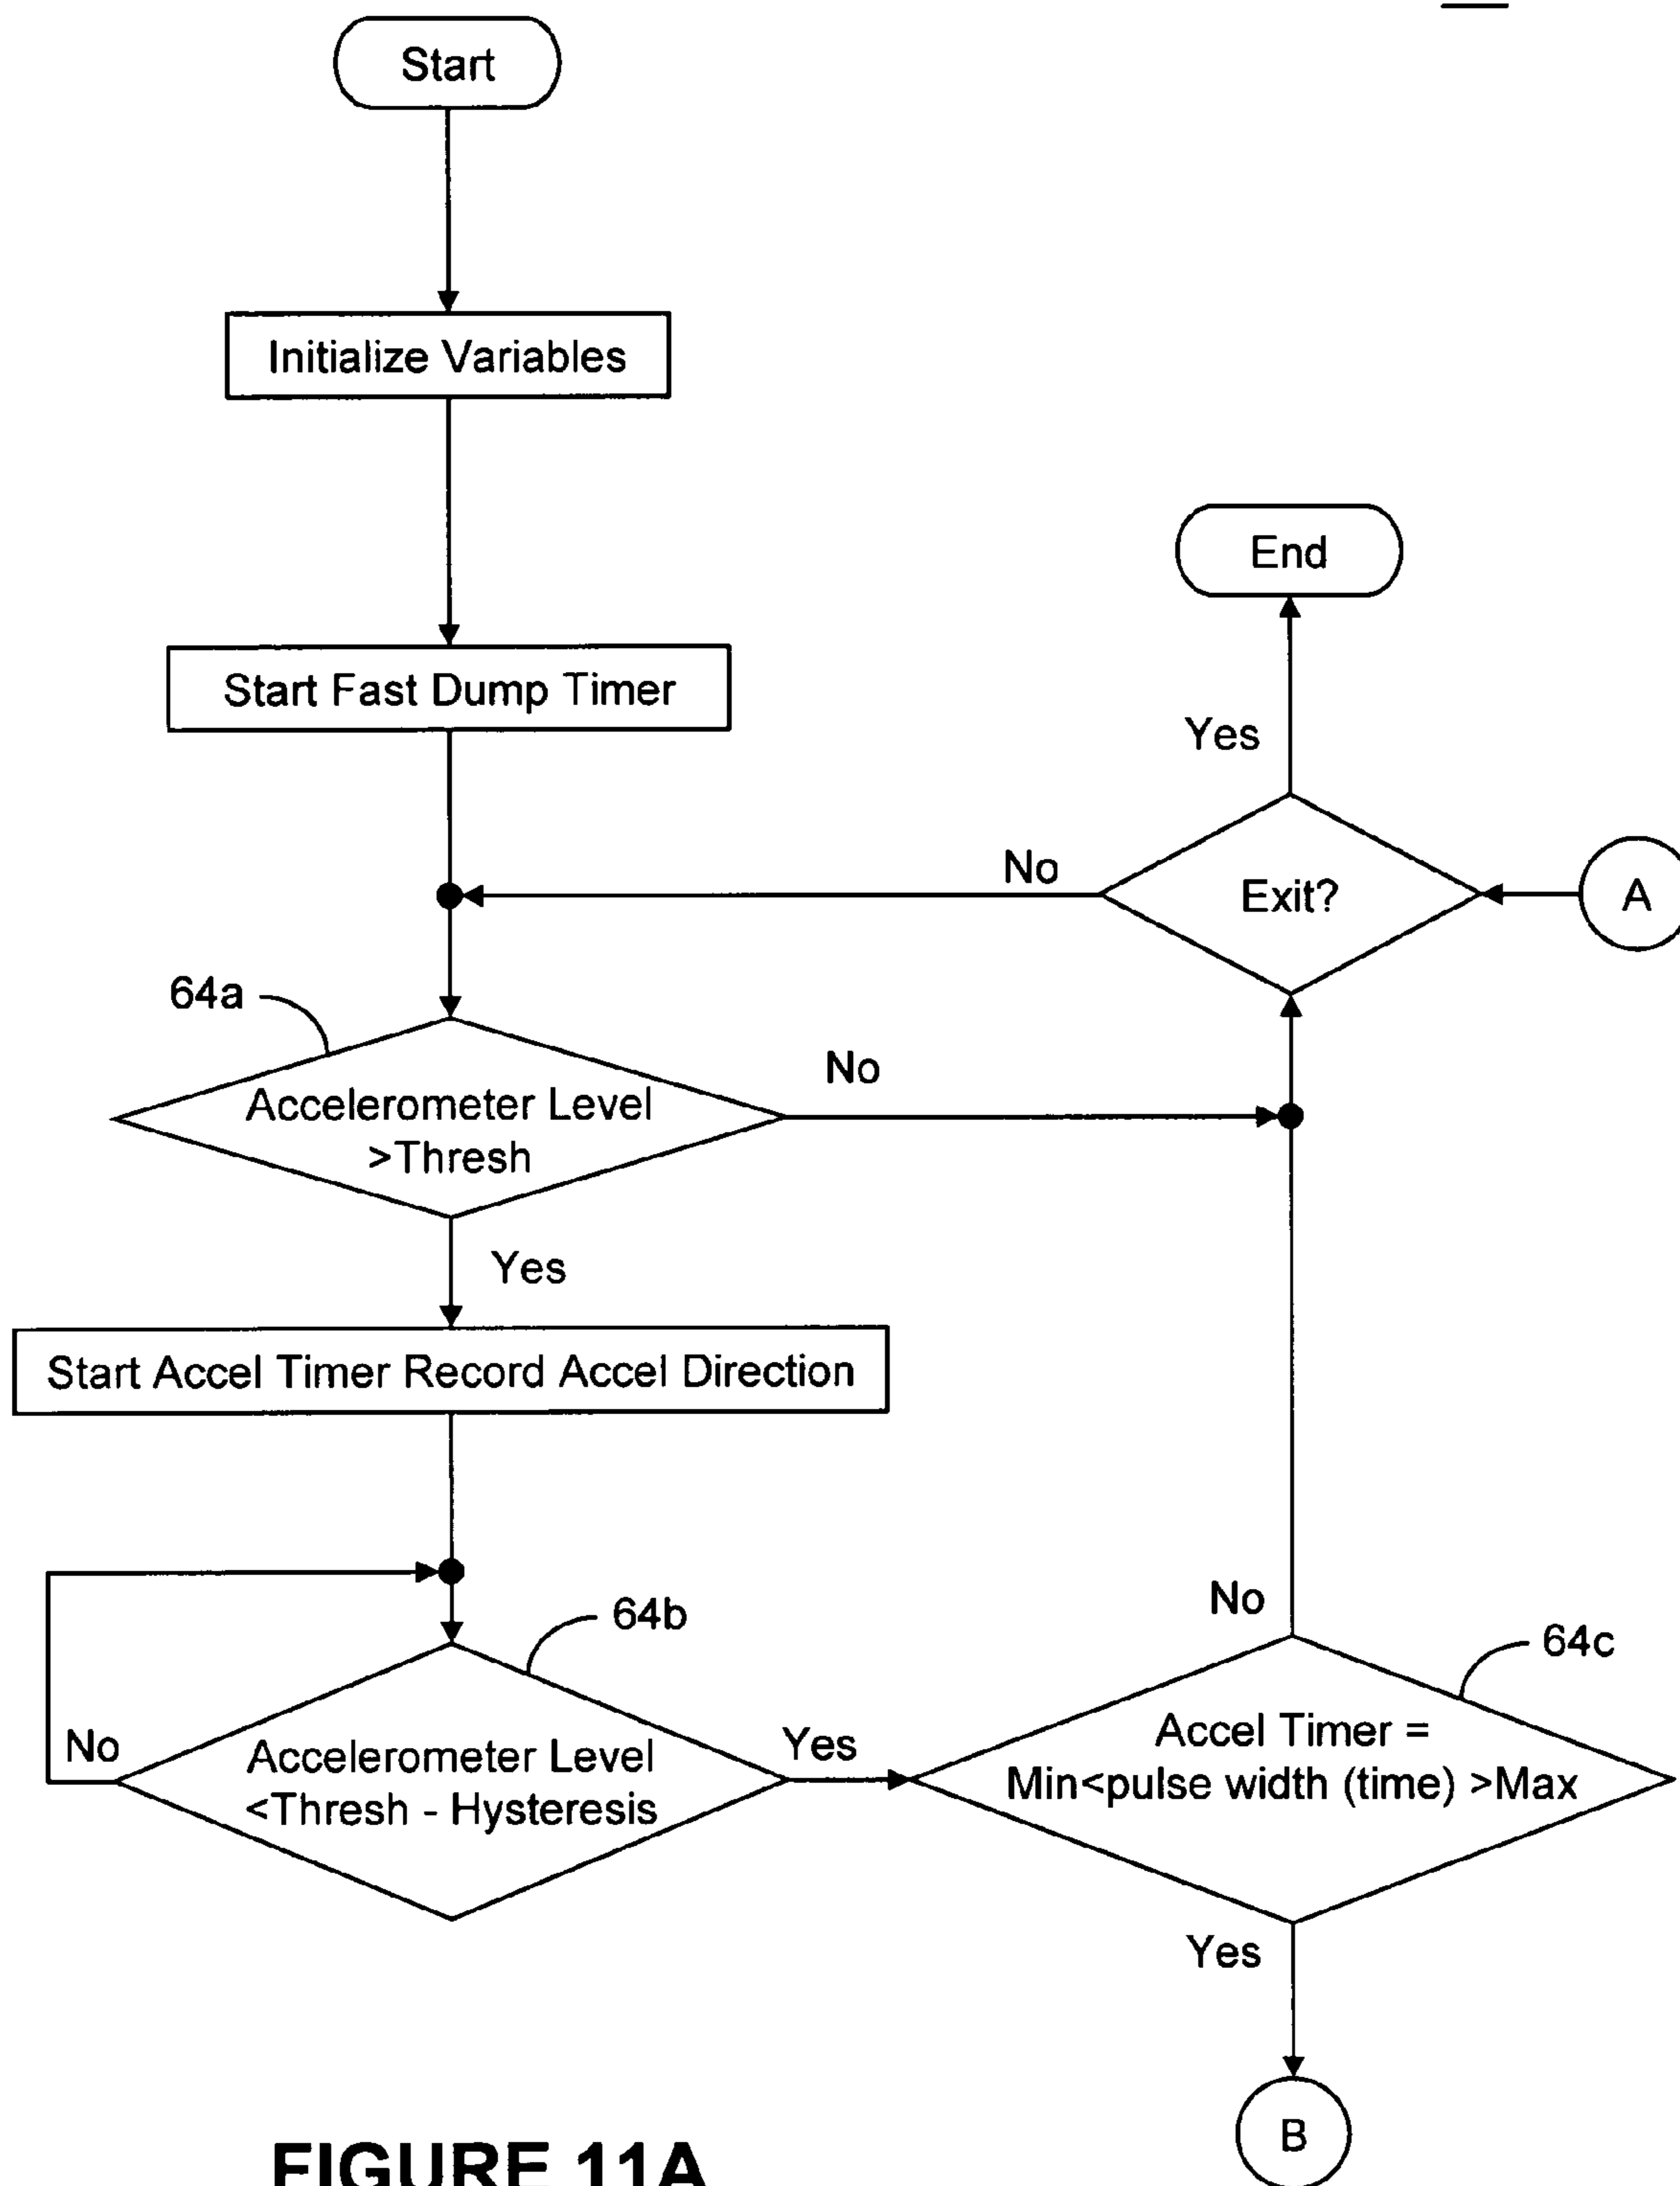 Start
Initialize Variables
Start Fast Dump Timer
End
Yes
No
Exit?
A
64a
No
Accelerometer Level
>Thresh
Yes
Start Accel Timer Record Accel Direction
64b
No
64c
No
Accelerometer Level
<Thresh - Hysteresis
Yes
Accel Timer =
Min<pulse width (time) >Max
Yes
B
FIGURE 11A